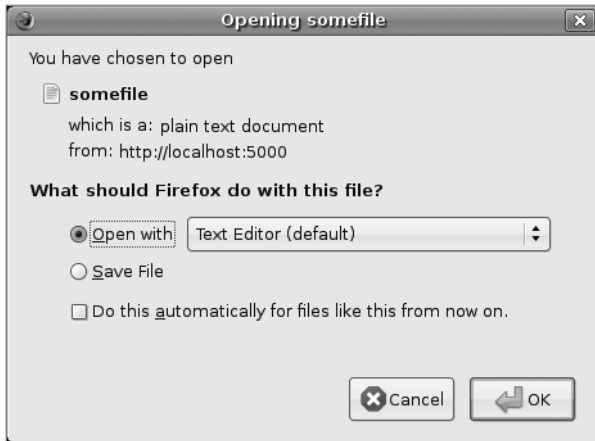 Opening somefile
You have chosen to open
somefile
which is a: plain text document
from: http://localhost:5000
What should Firefox do with this file?
Open with Text Editor (default)
Save File
Do this automatically for files like this from now on.
Cancel OK